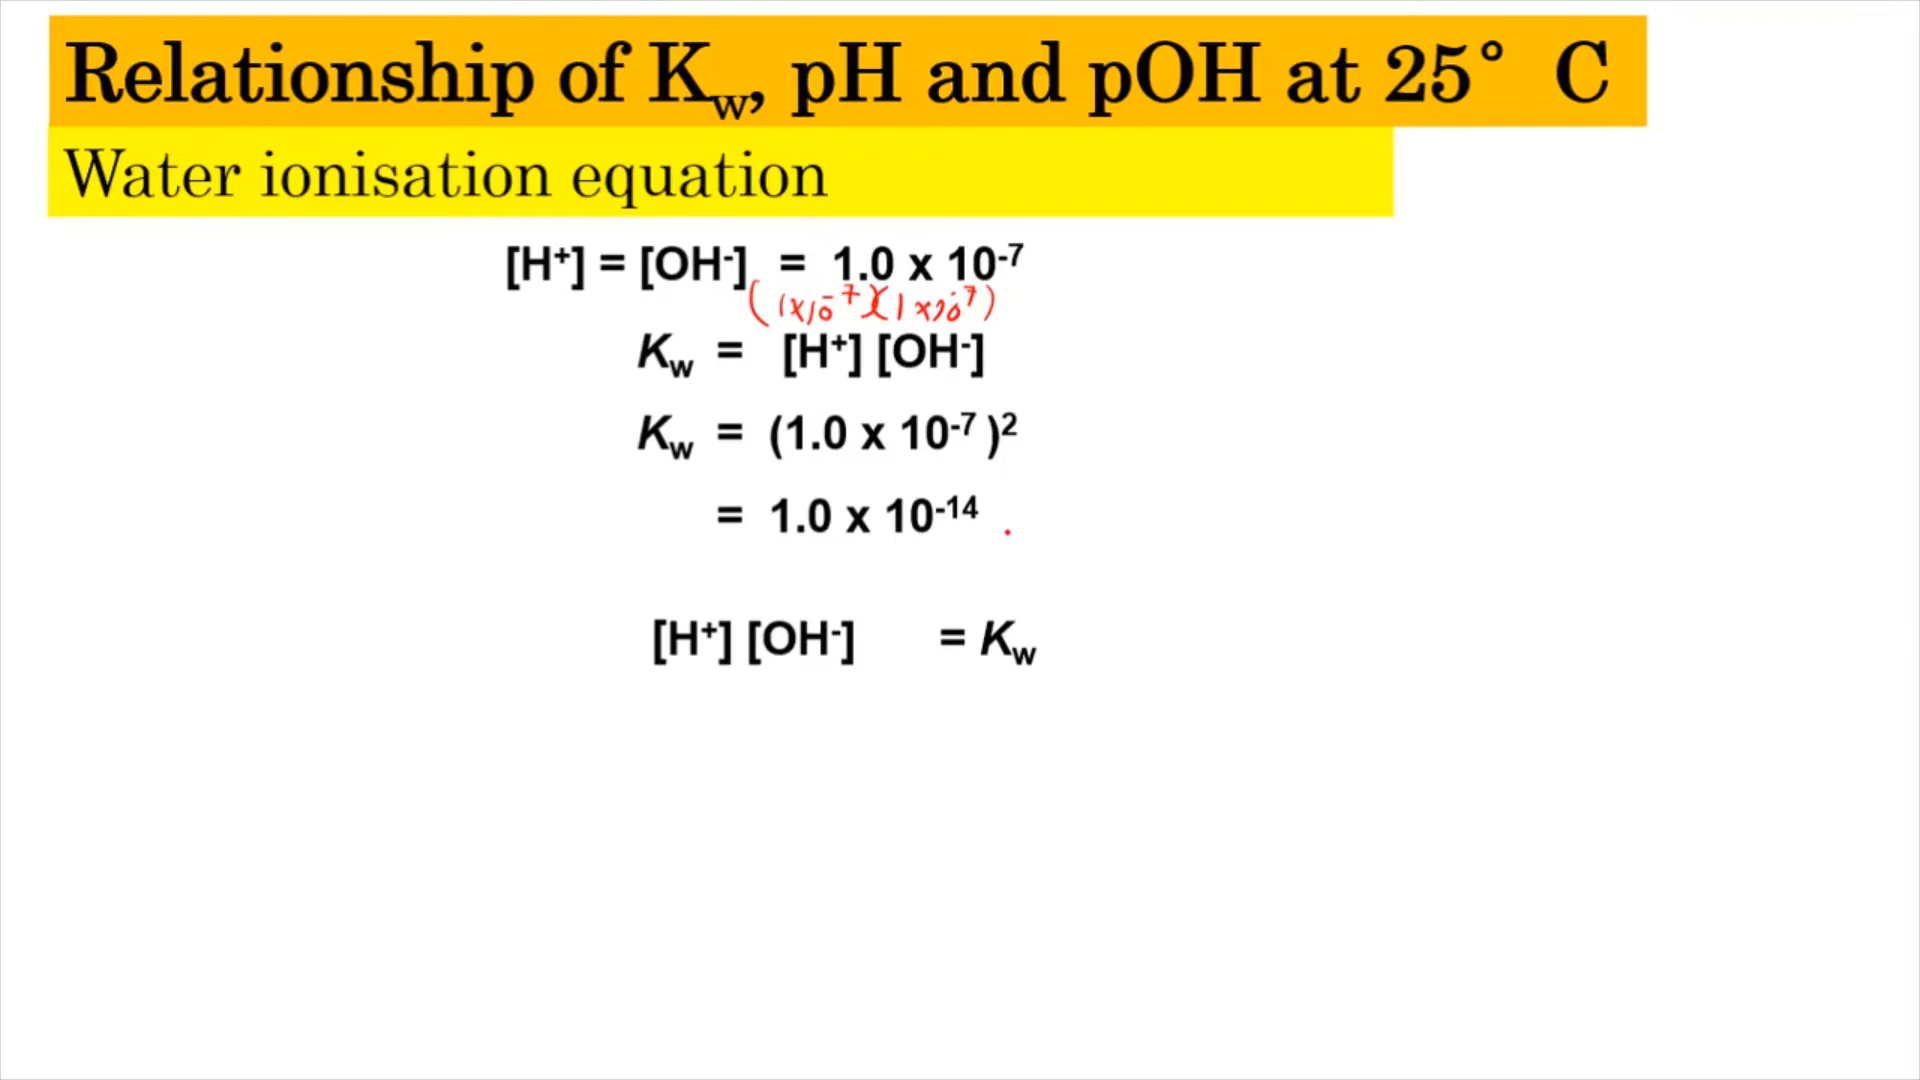 Relationship of Kw, pH and pOH at 25° C
Water ionisation equation
[H⁺] = [OH⁻] = 1.0 x 10⁻⁷
(1x10⁻⁷)(1x10⁻⁷)
Kw = [H⁺] [OH⁻]
Kw = (1.0 x 10⁻⁷ )²
= 1.0 x 10⁻¹⁴ .
[H⁺] [OH⁻] = Kw